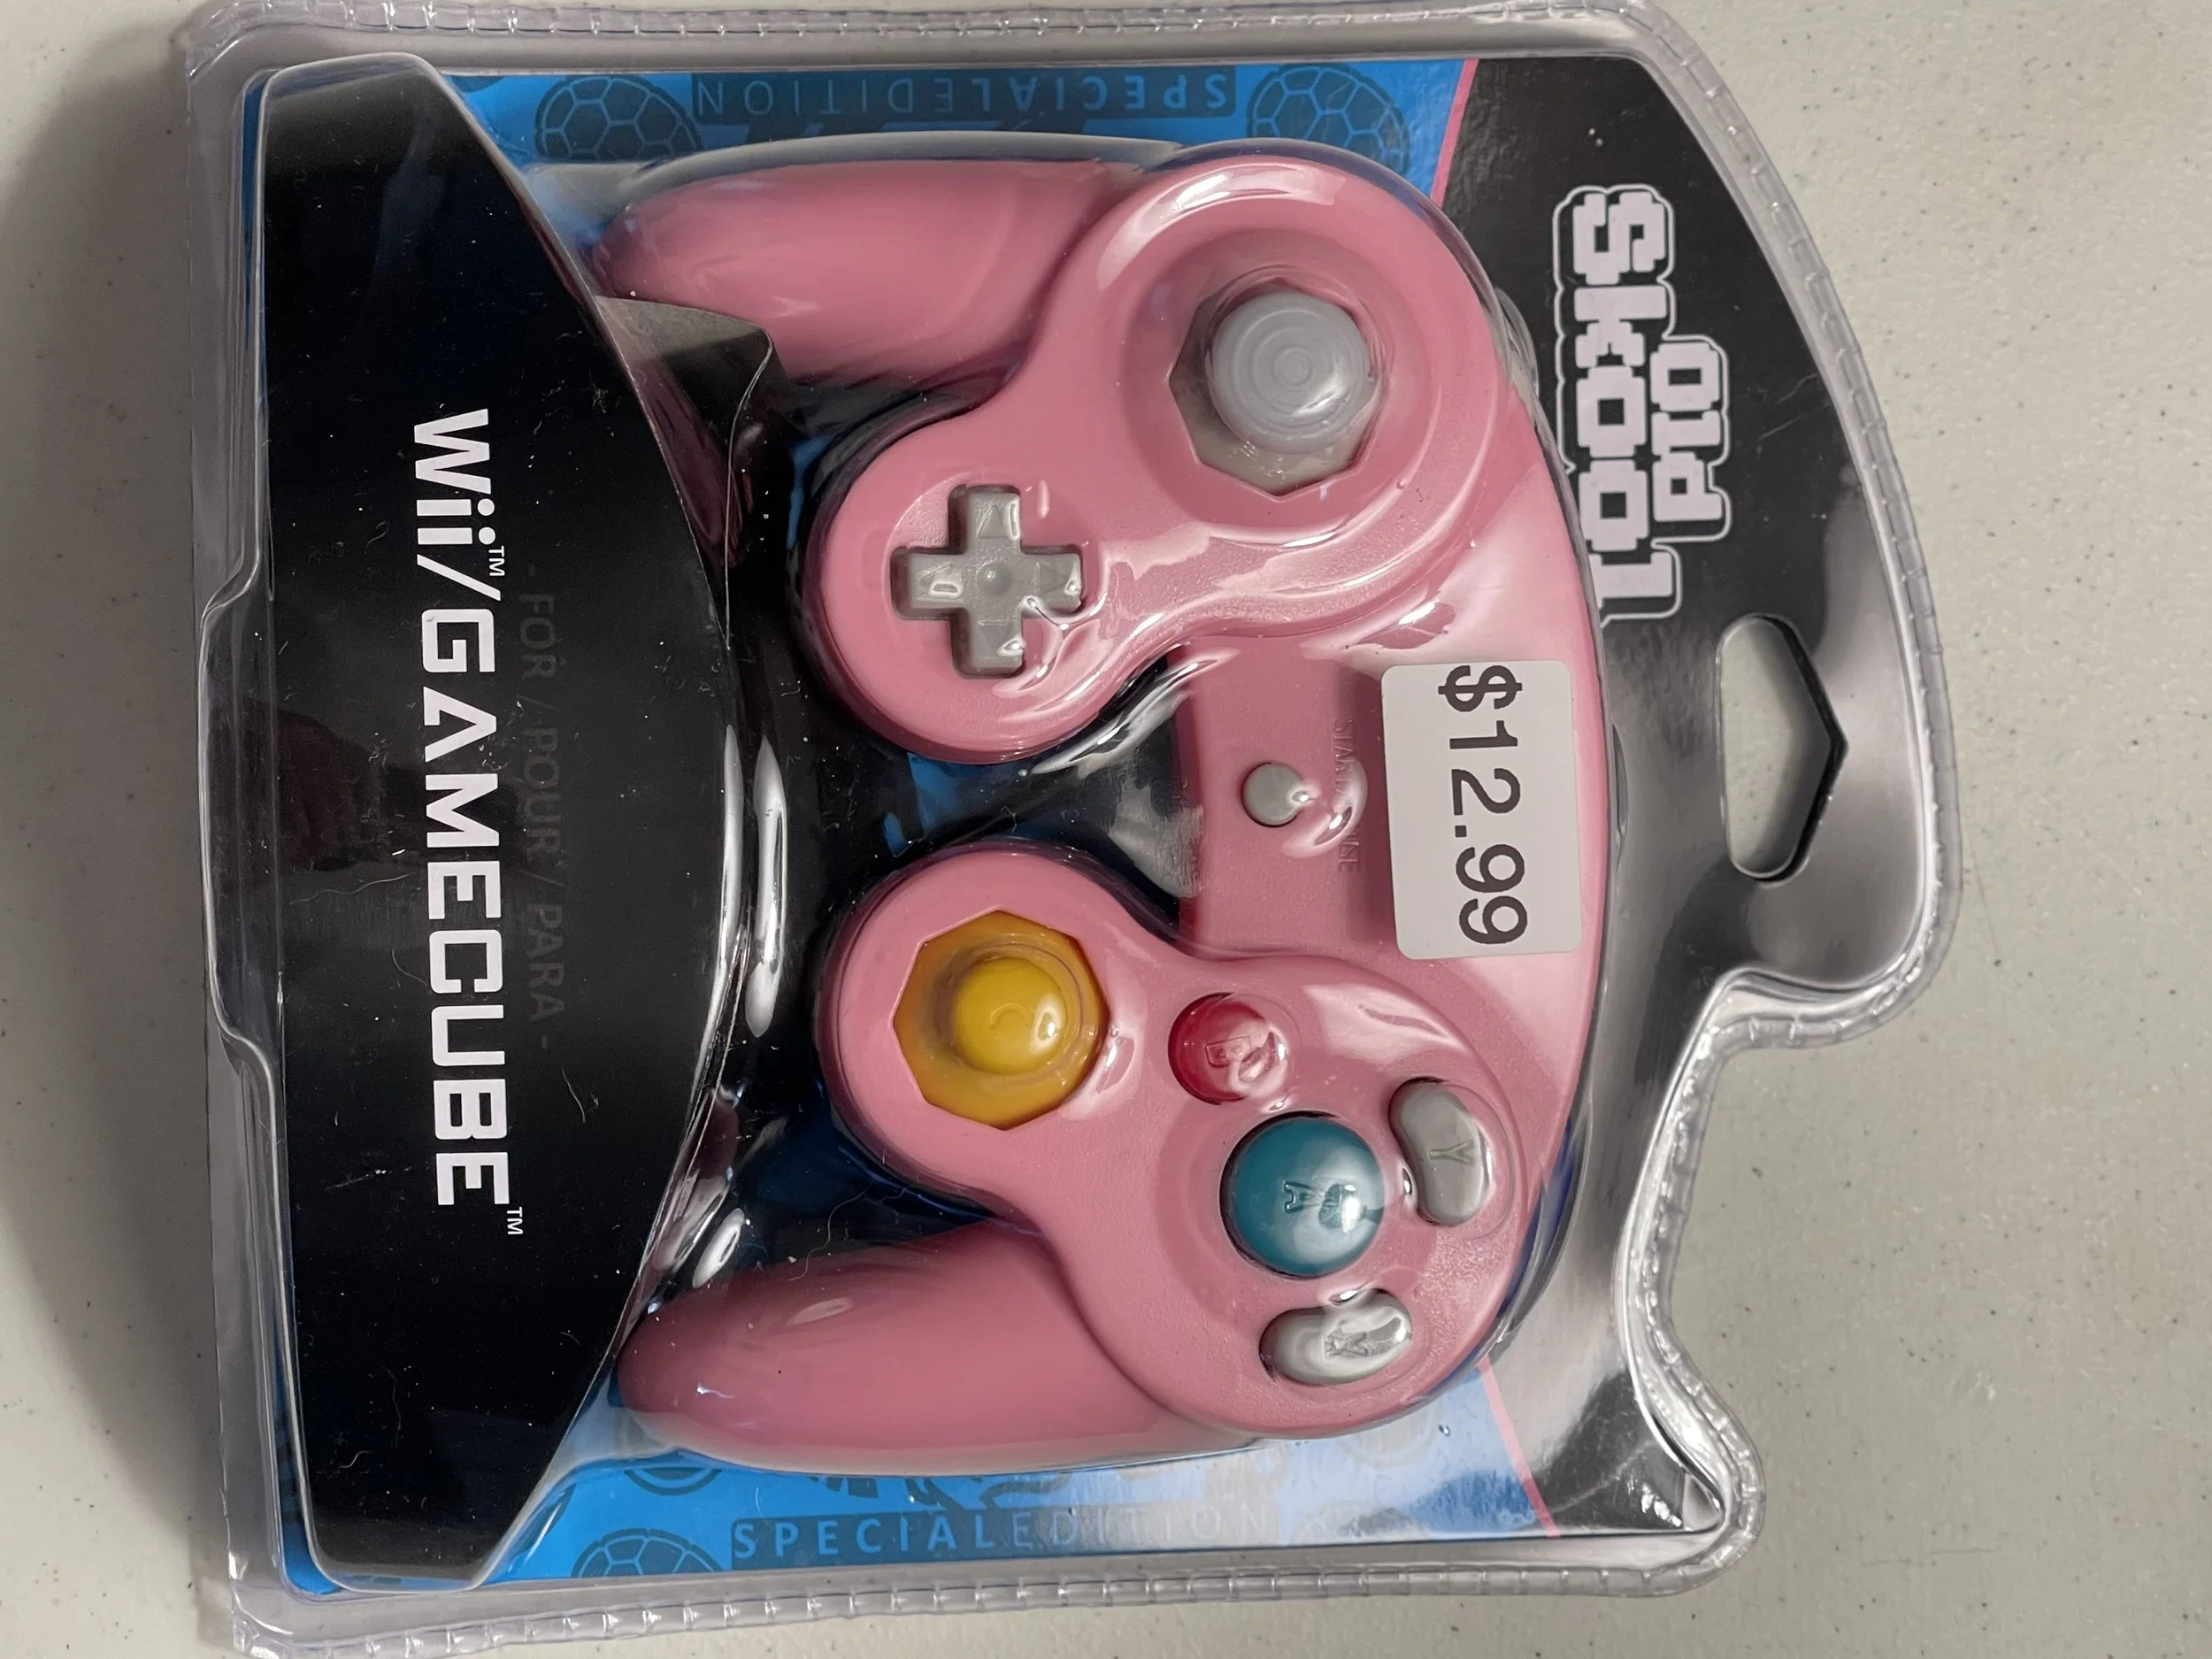 Old
Skool
$12.99
SPECIALEDITION
SPECIALEDITION
Y
X
A
B
C
- FOR / POUR / PARA -
Wii™/GAMECUBE™